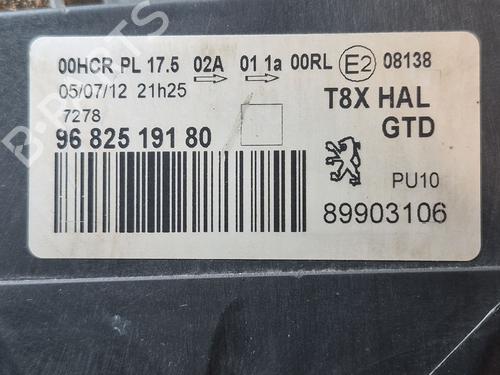 00HCR PL 17.5 02A 01 1a 00RL E2 08138
05/07/12 21h25
7278
96 825 191 80
T8X HAL
GTD
PU10
89903106
B-PARTS